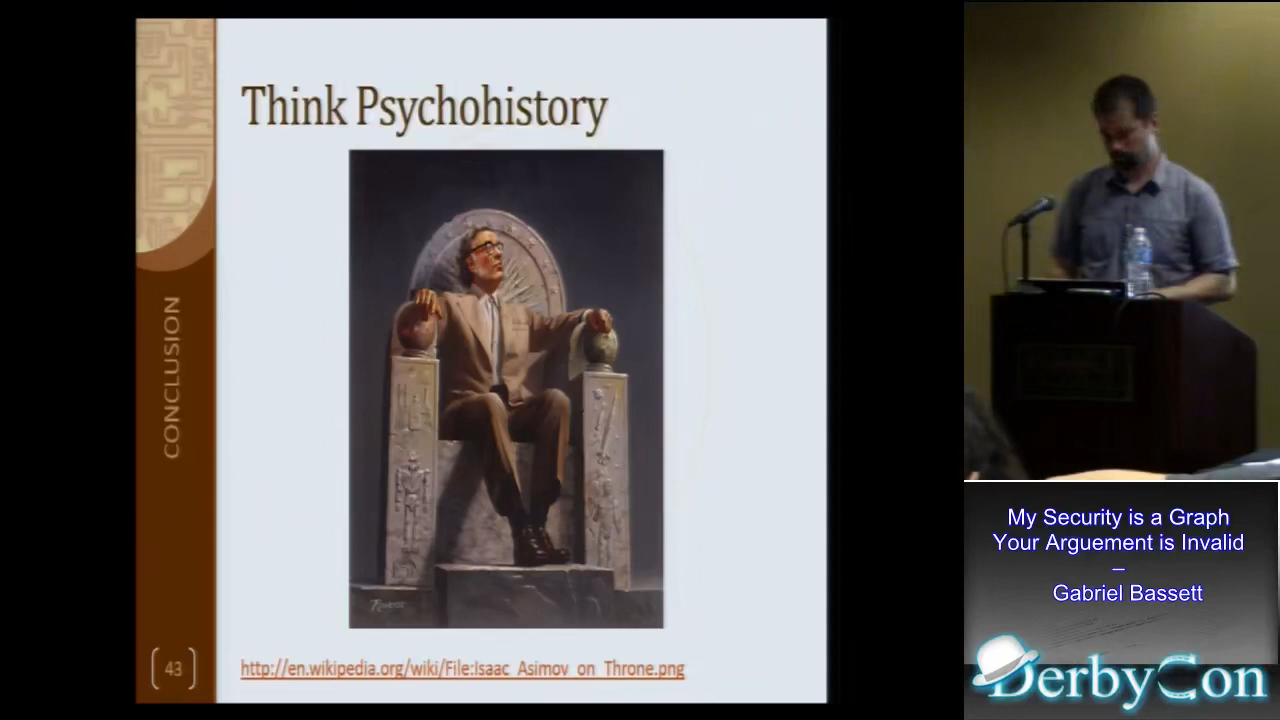 Think Psychohistory
CONCLUSION
43
http://en.wikipedia.org/wiki/File:Isaac_Asimov_on_Throne.png
My Security is a Graph
Your Arguement is Invalid
–
Gabriel Bassett
DerbyCon